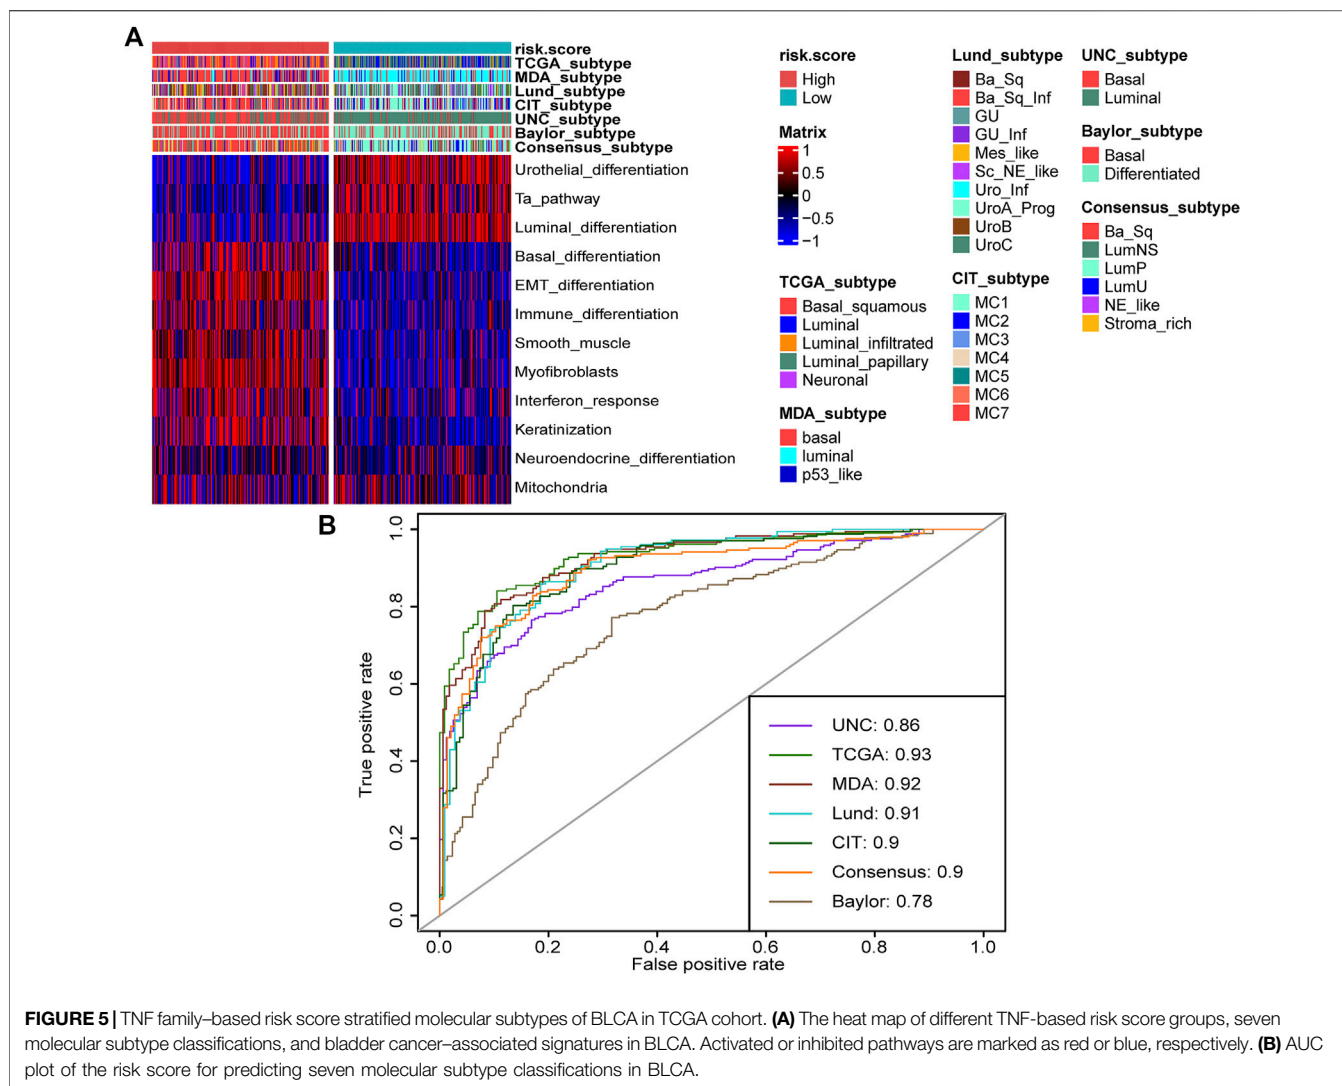 A
risk.score
TCGA_subtype
MDA_subtype
Lund_subtype
CIT_subtype
UNC_subtype
Baylor_subtype
Consensus_subtype
Urothelial_differentiation
Ta_pathway
Luminal_differentiation
Basal_differentiation
EMT_differentiation
Immune_differentiation
Smooth_muscle
Myofibroblasts
Interferon_response
Keratinization
Neuroendocrine_differentiation
Mitochondria
risk.score
High
Low
Matrix
1
0.5
0
−0.5
−1
TCGA_subtype
Basal_squamous
Luminal
Luminal_infiltrated
Luminal_papillary
Neuronal
MDA_subtype
basal
luminal
p53_like
Lund_subtype
Ba_Sq
Ba_Sq_Inf
GU
GU_Inf
Mes_like
Sc_NE_like
Uro_Inf
UroA_Prog
UroB
UroC
CIT_subtype
MC1
MC2
MC3
MC4
MC5
MC6
MC7
UNC_subtype
Basal
Luminal
Baylor_subtype
Basal
Differentiated
Consensus_subtype
Ba_Sq
LumNS
LumP
LumU
NE_like
Stroma_rich
B
True positive rate
1.0
0.8
0.6
0.4
0.2
0.0
0.0 0.2 0.4 0.6 0.8 1.0
False positive rate
UNC: 0.86
TCGA: 0.93
MDA: 0.92
Lund: 0.91
CIT: 0.9
Consensus: 0.9
Baylor: 0.78
FIGURE 5 | TNF family–based risk score stratified molecular subtypes of BLCA in TCGA cohort. (A) The heat map of different TNF-based risk score groups, seven
molecular subtype classifications, and bladder cancer–associated signatures in BLCA. Activated or inhibited pathways are marked as red or blue, respectively. (B) AUC
plot of the risk score for predicting seven molecular subtype classifications in BLCA.